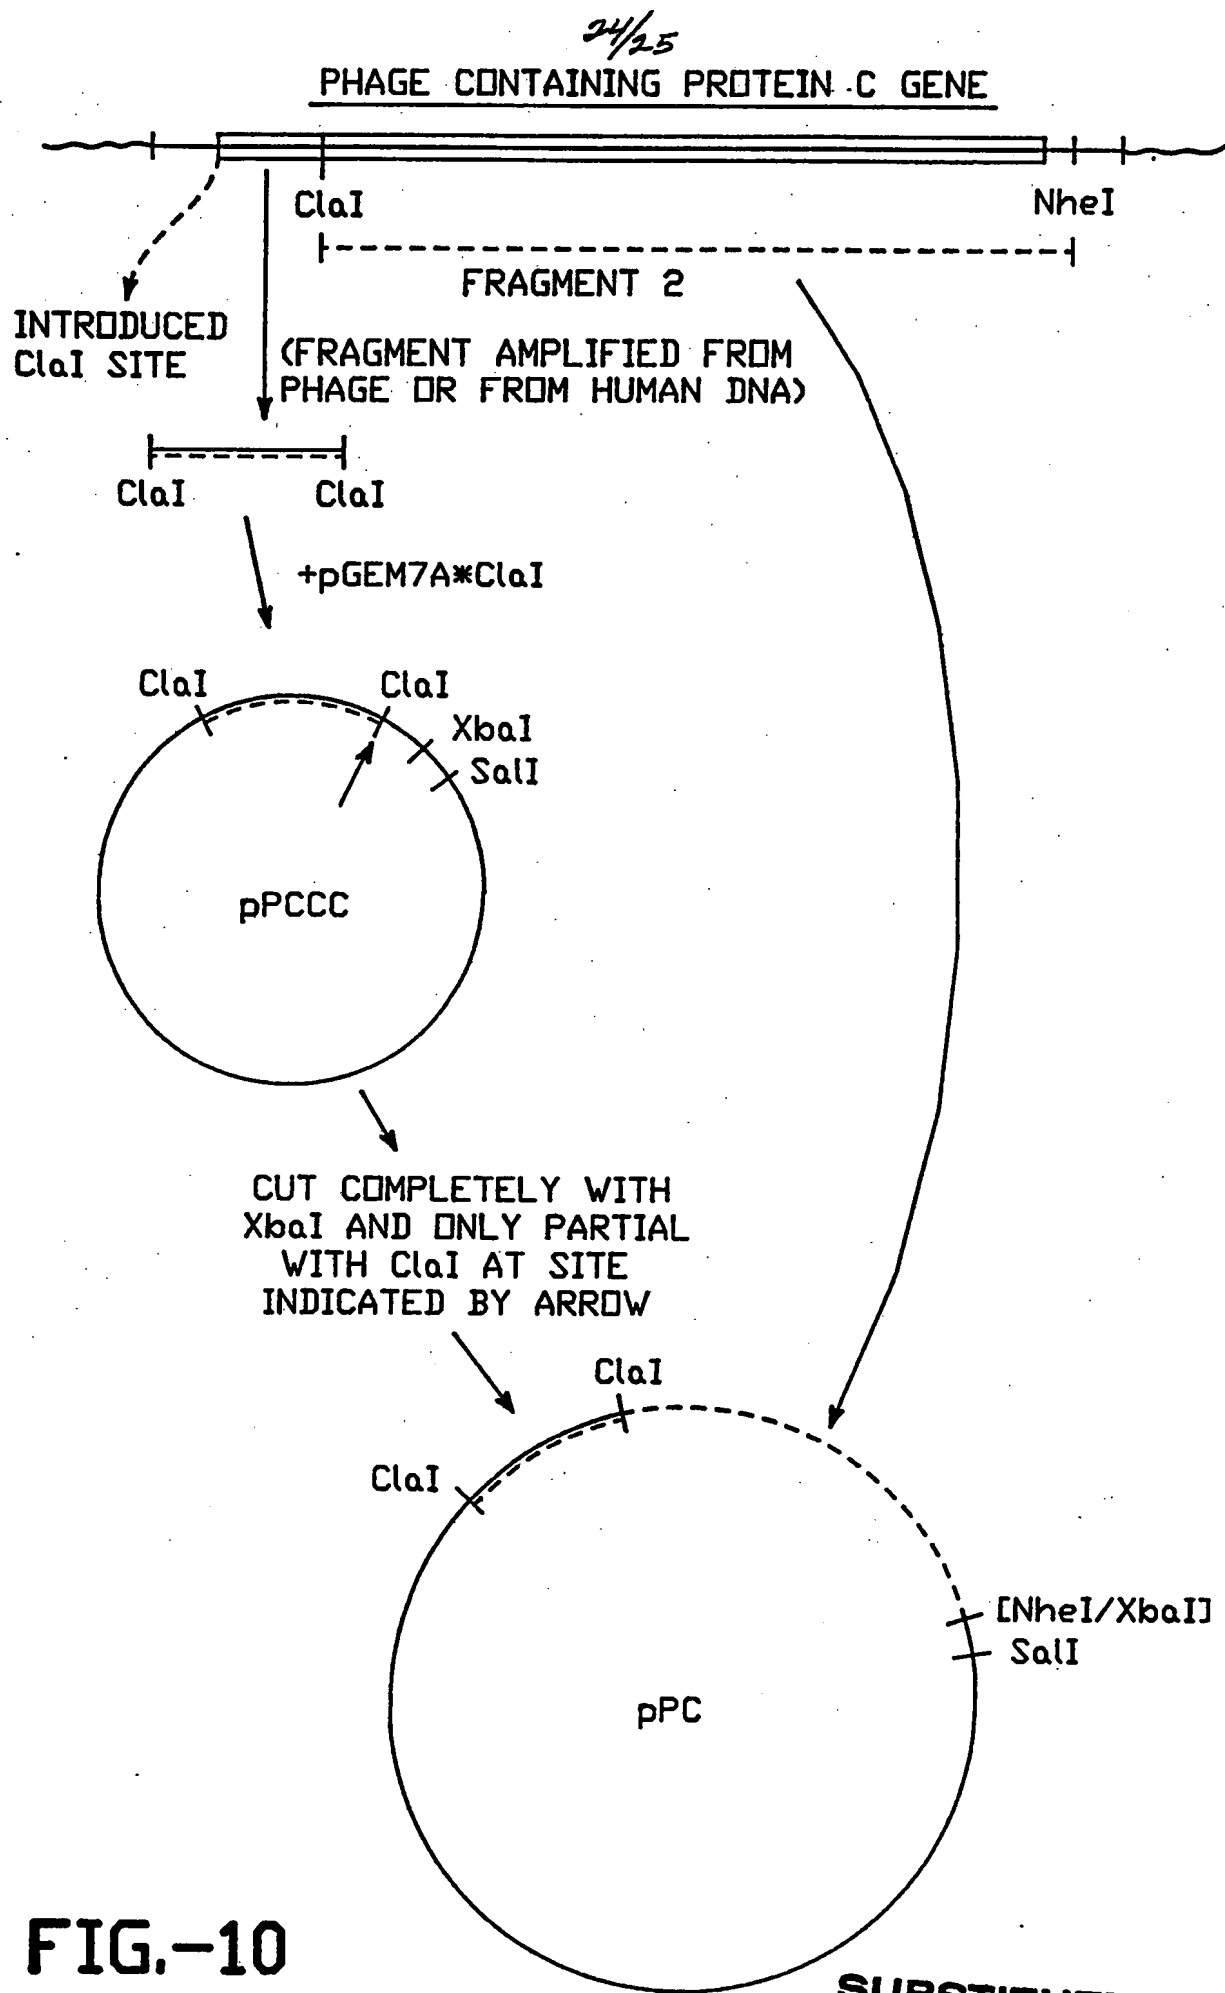 24/25
PHAGE CONTAINING PROTEIN C GENE
ClaI
NheI
FRAGMENT 2
INTRODUCED
ClaI SITE
(FRAGMENT AMPLIFIED FROM
PHAGE OR FROM HUMAN DNA)
ClaI ClaI
+pGEM7A*ClaI
ClaI ClaI
XbaI
SalI
pPCCC
CUT COMPLETELY WITH
XbaI AND ONLY PARTIAL
WITH ClaI AT SITE
INDICATED BY ARROW
ClaI
ClaI
[NheI/XbaI]
SalI
pPC
FIG.-10